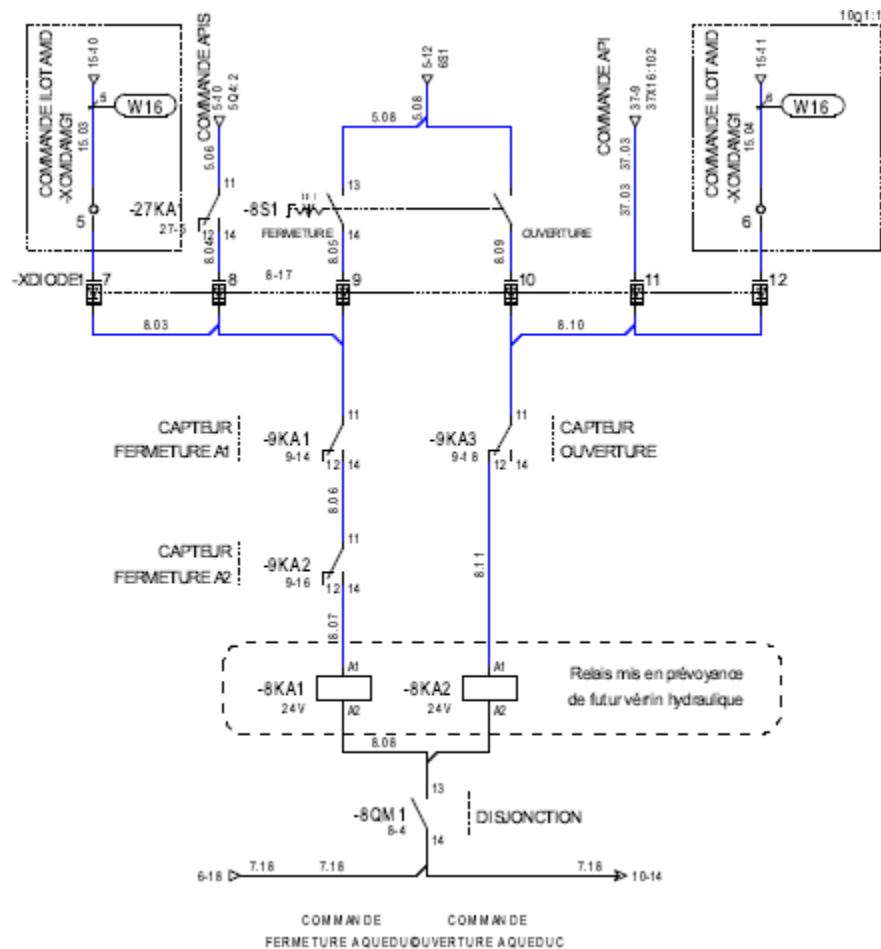 10g1:1
COMMANDE ILOT AMD
-XCMDAMG1
15-10
5
W16
15.03
5
COMMANDE APIS
5-10
5Q4:2
5.06
11
-27KA1
27-5
12
14
8.04
5-12
6S1
5.08
5.08
13
-8S1
FERMETURE
14
8.05
OUVERTURE
8.09
COMMANDE API
37-9
37X16:102
37.03
37.03
COMMANDE ILOT AMD
-XCMDAMG1
15-11
W16
15.04
6
-XDIODE1
7
8
8-17
9
10
11
12
8.03
8.10
CAPTEUR
FERMETURE A1
-9KA1
9-14
11
12
14
8.06
-9KA3
9-18
11
12
14
CAPTEUR
OUVERTURE
CAPTEUR
FERMETURE A2
-9KA2
9-16
11
12
14
8.07
8.11
-8KA1
24V
A1
A2
-8KA2
24V
A1
A2
Relais mis en prévoyance
de futur vérrin hydraulique
8.08
13
-8QM1
8-4
14
DISJONCTION
6-18
7.18
7.18
7.18
10-14
COMMANDE
FERMETURE AQUEDU
COMMANDE
OUVERTURE AQUEDUC